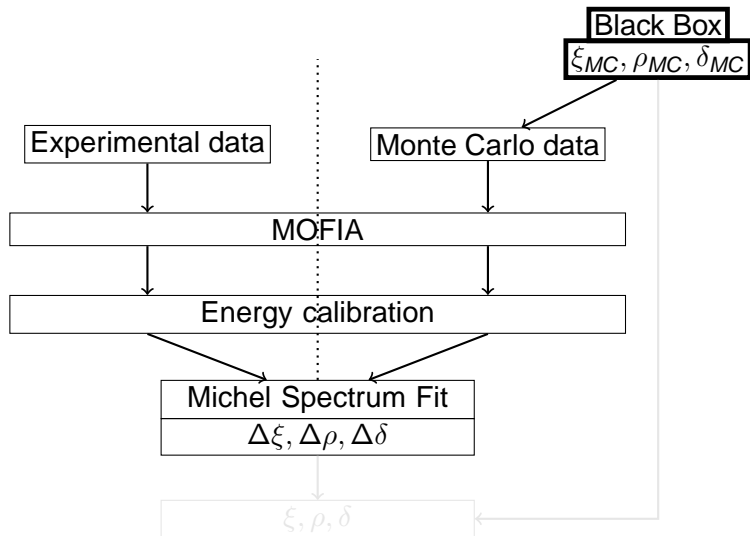 Black Box
ξMC, ρMC, δMC
Experimental data
Monte Carlo data
MOFIA
Energy calibration
Michel Spectrum Fit
Δξ, Δρ, Δδ
ξ, ρ, δ